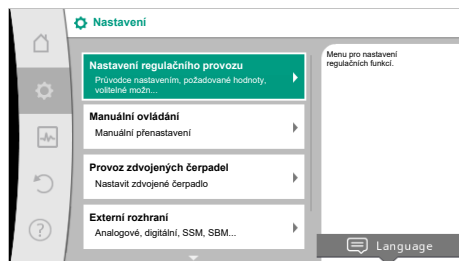 Nastavení
Nastavení regulačního provozu
Průvodce nastavením, požadované hodnoty,
volitelné možn...
Manuální ovládání
Manuální přenastavení
Provoz zdvojených čerpadel
Nastavit zdvojené čerpadlo
Externí rozhraní
Analogové, digitální, SSM, SBM...
Menu pro nastavení
regulačních funkcí.
Language